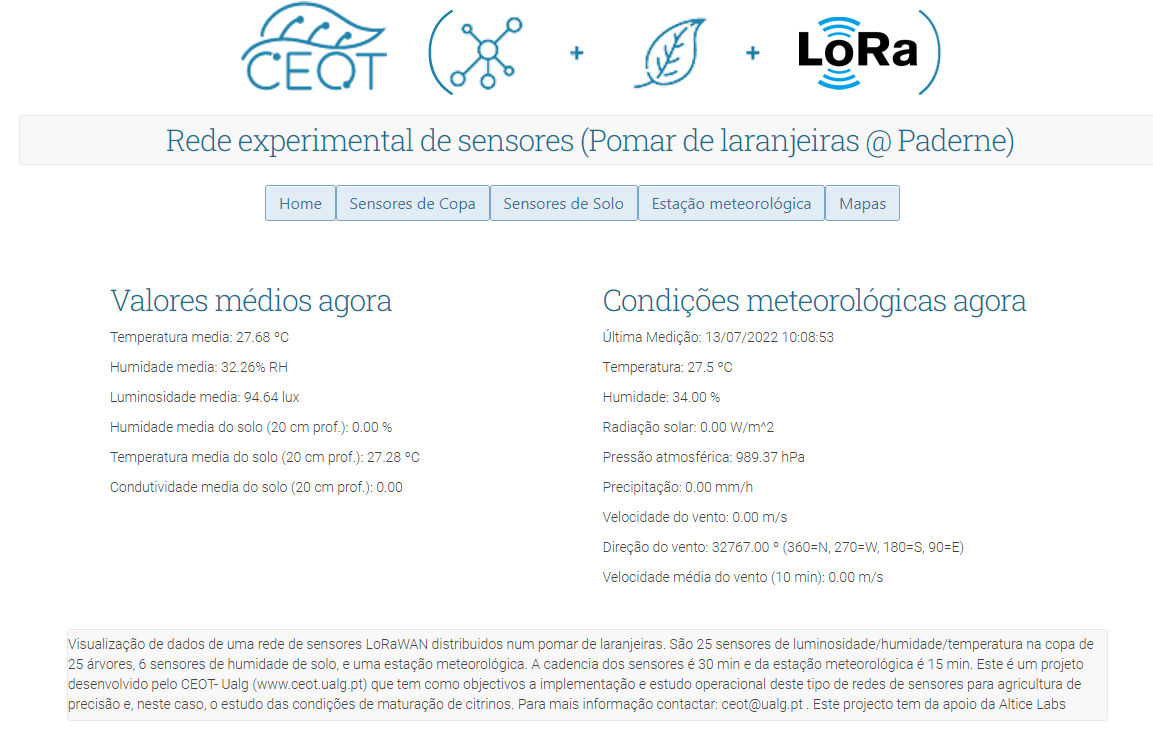 CEOT ( + + LoRa )
Rede experimental de sensores (Pomar de laranjeiras @ Paderne)
Home Sensores de Copa Sensores de Solo Estação meteorológica Mapas
Valores médios agora
Temperatura media: 27.68 ºC
Humidade media: 32.26% RH
Luminosidade media: 94.64 lux
Humidade media do solo (20 cm prof.): 0.00 %
Temperatura media do solo (20 cm prof.): 27.28 ºC
Condutividade media do solo (20 cm prof.): 0.00
Condições meteorológicas agora
Última Medição: 13/07/2022 10:08:53
Temperatura: 27.5 ºC
Humidade: 34.00 %
Radiação solar: 0.00 W/m^2
Pressão atmosférica: 989.37 hPa
Precipitação: 0.00 mm/h
Velocidade do vento: 0.00 m/s
Direção do vento: 32767.00 º (360=N, 270=W, 180=S, 90=E)
Velocidade média do vento (10 min): 0.00 m/s
Visualização de dados de uma rede de sensores LoRaWAN distribuidos num pomar de laranjeiras. São 25 sensores de luminosidade/humidade/temperatura na copa de
25 árvores, 6 sensores de humidade de solo, e uma estação meteorológica. A cadencia dos sensores é 30 min e da estação meteorológica é 15 min. Este é um projeto
desenvolvido pelo CEOT- Ualg (www.ceot.ualg.pt) que tem como objectivos a implementação e estudo operacional deste tipo de redes de sensores para agricultura de
precisão e, neste caso, o estudo das condições de maturação de citrinos. Para mais informação contactar: ceot@ualg.pt . Este projecto tem da apoio da Altice Labs